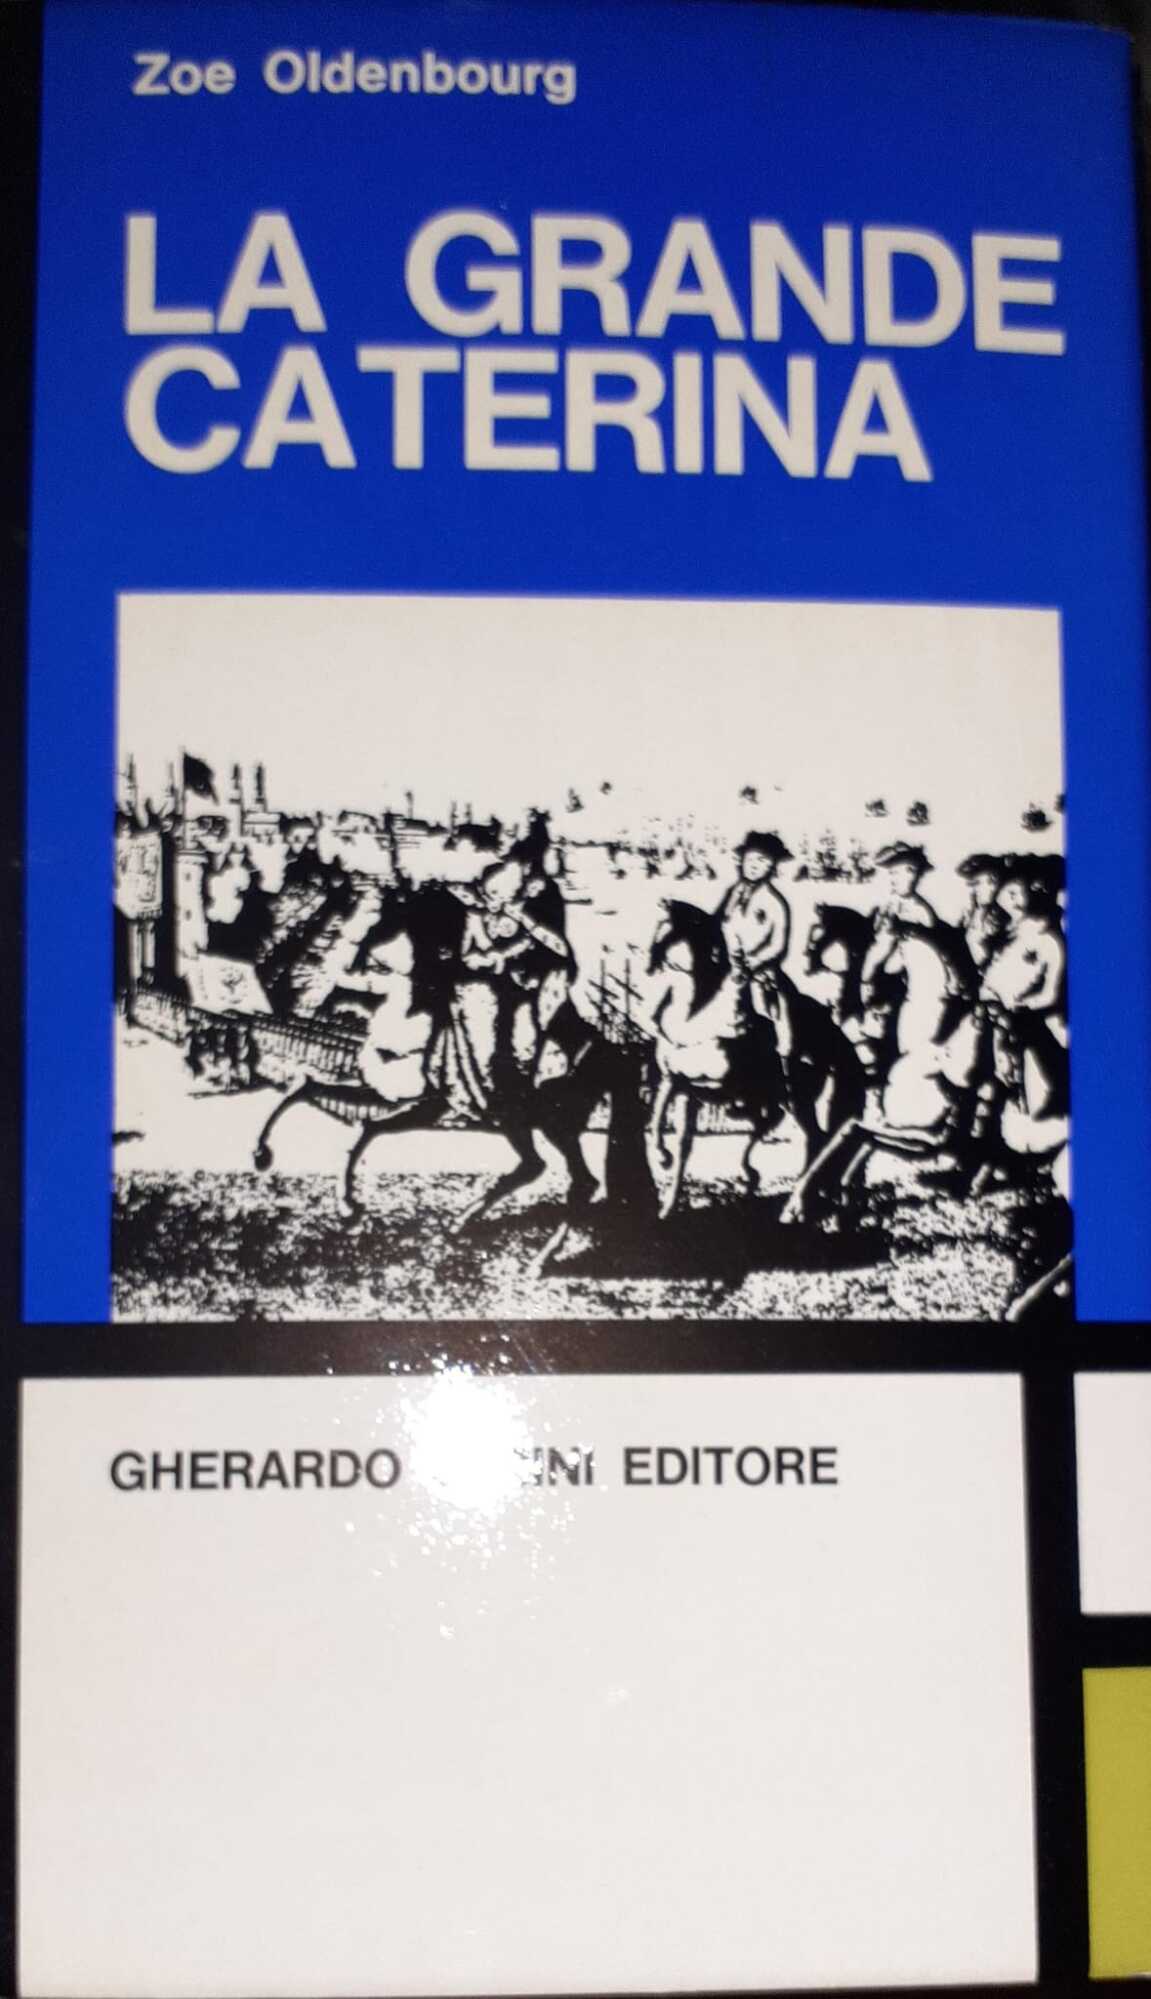 Zoe Oldenbourg
LA GRANDE
CATERINA
GHERARDO EDITORE